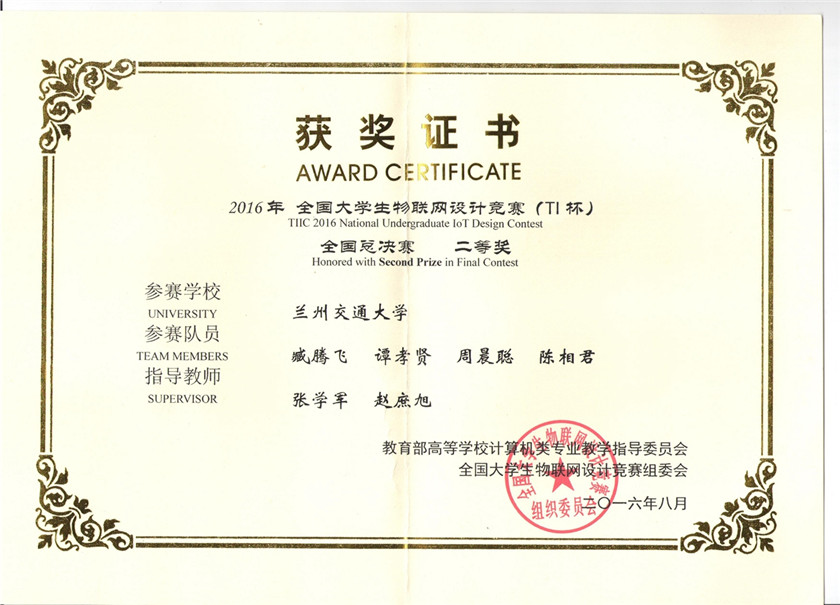 获奖证书
AWARD CERTIFICATE
2016年 全国大学生物联网设计竞赛（TI杯）
TIIC 2016 National Undergraduate IoT Design Contest
全国总决赛 二等奖
Honored with Second Prize in Final Contest
参赛学校
UNIVERSITY
兰州交通大学
参赛队员
TEAM MEMBERS
臧腾飞 谭孝贤 周晨聪 陈相君
指导教师
SUPERVISOR
张学军 赵庶旭
教育部高等学校计算机类专业教学指导委员会
全国大学生物联网设计竞赛组委会
二〇一六年八月
全国大学生物联网设计竞赛
组织委员会